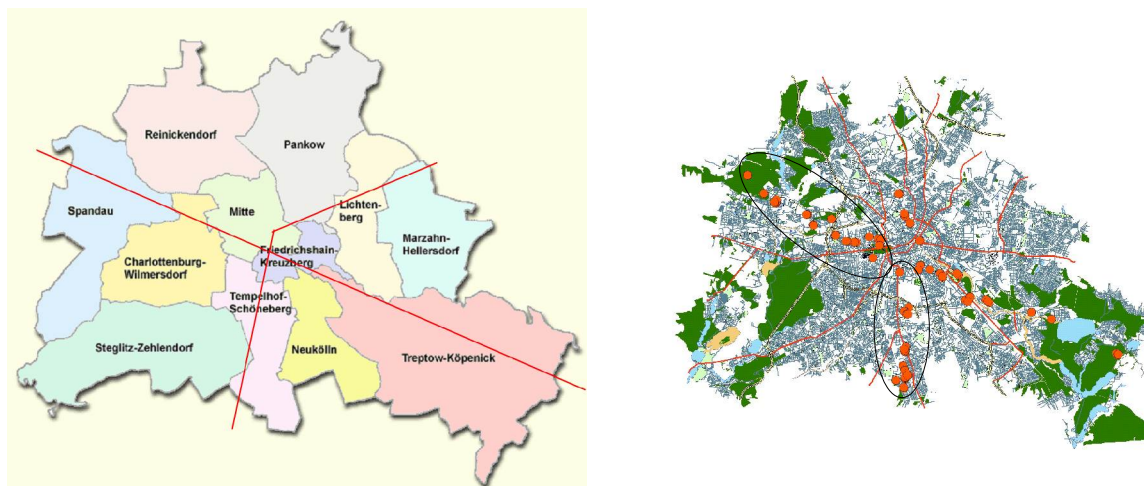 Reinickendorf
Pankow
Spandau
Mitte
Lichten-
berg
Marzahn-
Hellersdorf
Friedrichshain-
Kreuzberg
Charlottenburg-
Wilmersdorf
Tempelhof-
Schöneberg
Steglitz-Zehlendorf
Neukölln
Treptow-Köpenick